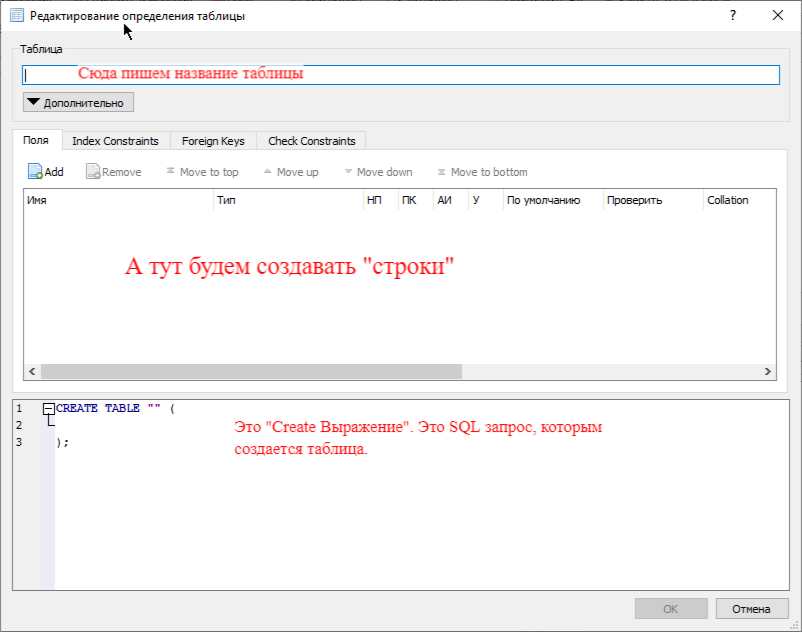 Редактирование определения таблицы
?
Таблица
Сюда пишем название таблицы
Дополнительно
Поля Index Constraints Foreign Keys Check Constraints
Add Remove Move to top Move up Move down Move to bottom
Имя Тип НП ПК АИ У По умолчанию Проверить Collation
А тут будем создавать "строки"
1 CREATE TABLE "" (
2
3 );
Это "Create Выражение". Это SQL запрос, которым
создается таблица.
OK Отмена